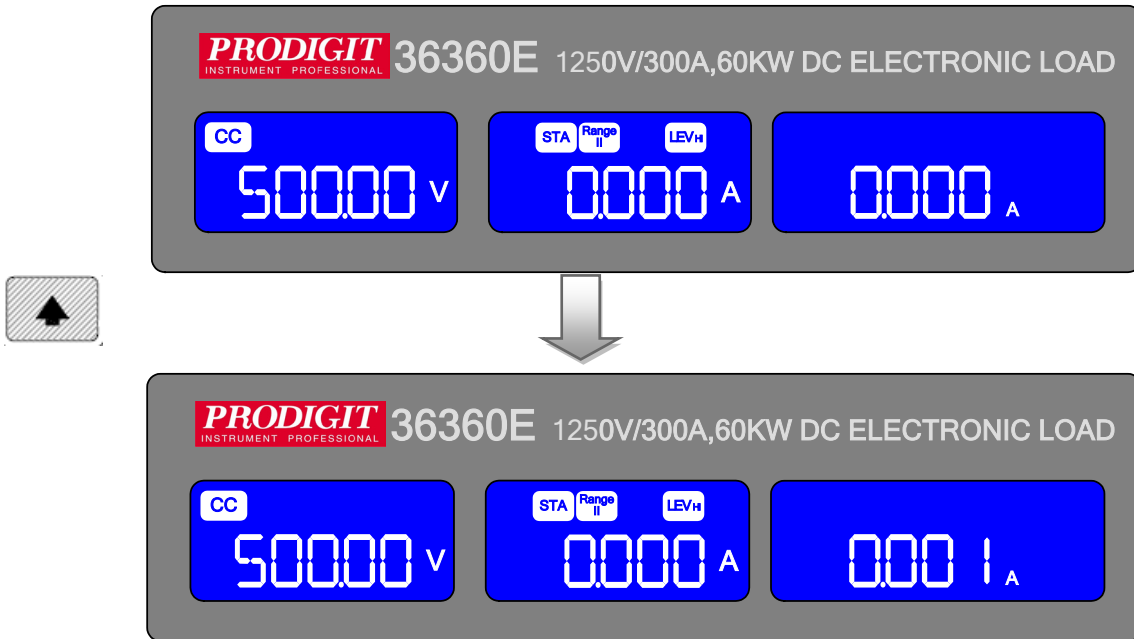 PRODIGIT
INSTRUMENT PROFESSIONAL
36360E 1250V/300A,60KW DC ELECTRONIC LOAD
CC
500.00 V
STA Range II LEVHI
0.000 A
0.000 A
PRODIGIT
INSTRUMENT PROFESSIONAL
36360E 1250V/300A,60KW DC ELECTRONIC LOAD
CC
500.00 V
STA Range II LEVHI
0.000 A
0.001 A